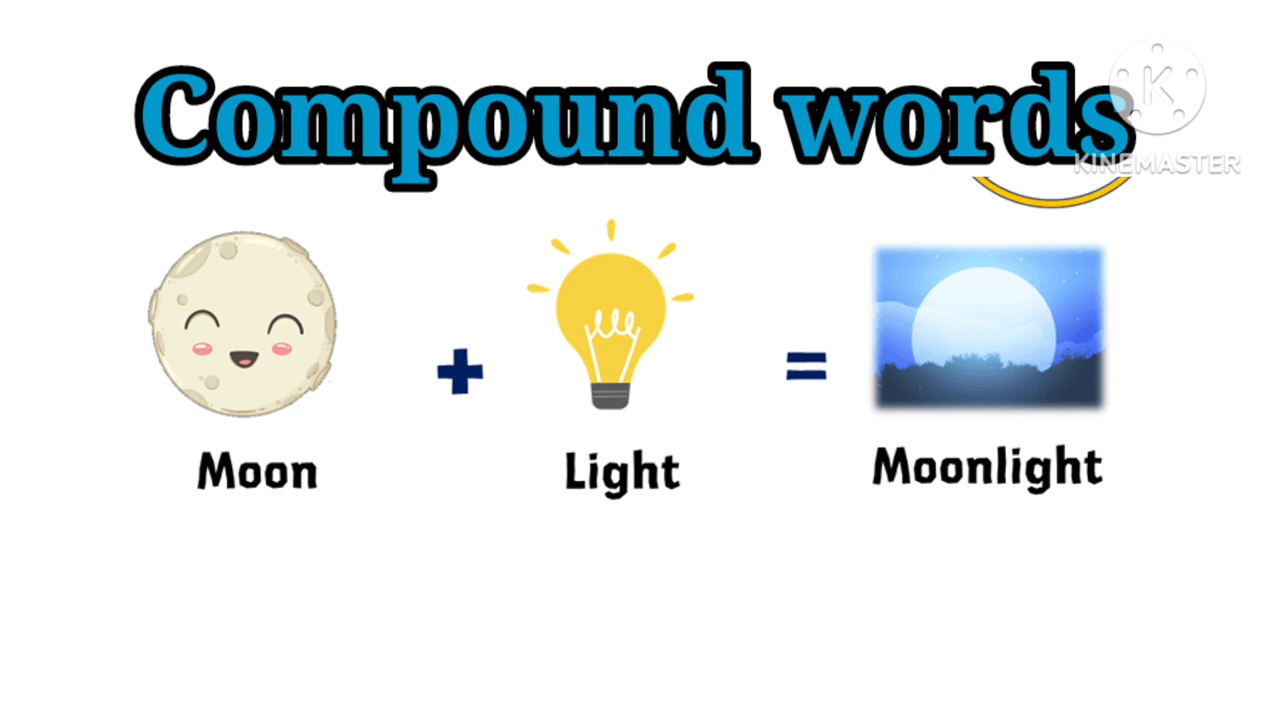 Compound words
K
KINEMASTER
+
=
Moon
Light
Moonlight